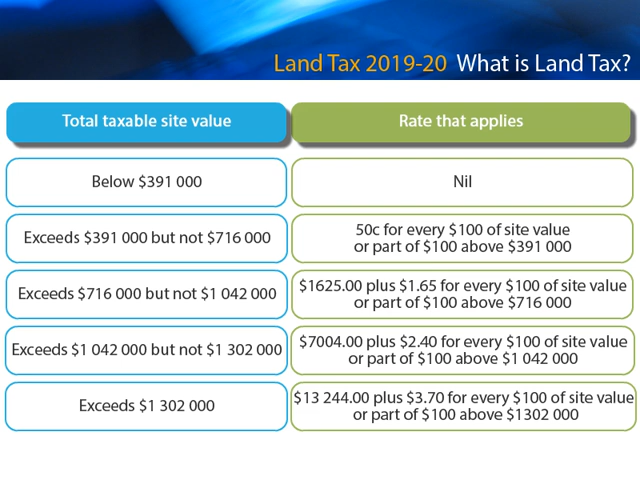 Land Tax 2019-20 What is Land Tax?
Total taxable site value
Rate that applies
Below $391 000
Nil
Exceeds $391 000 but not $716 000
50c for every $100 of site value
or part of $100 above $391 000
Exceeds $716 000 but not $1 042 000
$1625.00 plus $1.65 for every $100 of site value
or part of $100 above $716 000
Exceeds $1 042 000 but not $1 302 000
$7004.00 plus $2.40 for every $100 of site value
or part of $100 above $1 042 000
Exceeds $1 302 000
$13 244.00 plus $3.70 for every $100 of site value
or part of $100 above $1302 000